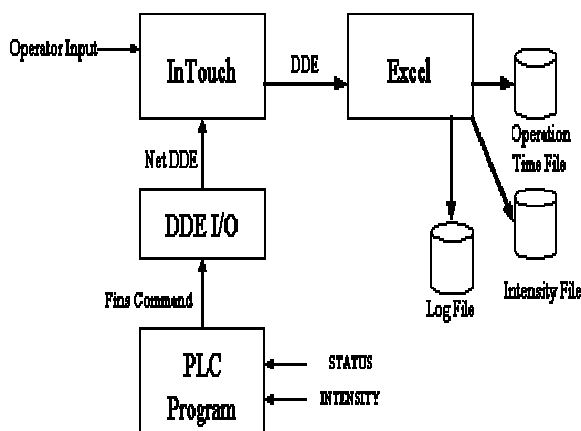 Operator Input
InTouch
DDE
Excel
Operation
Time File
Net DDE
DDE I/O
Intensity File
Log File
Fins Command
PLC
Program
STATUS
INTENSITY